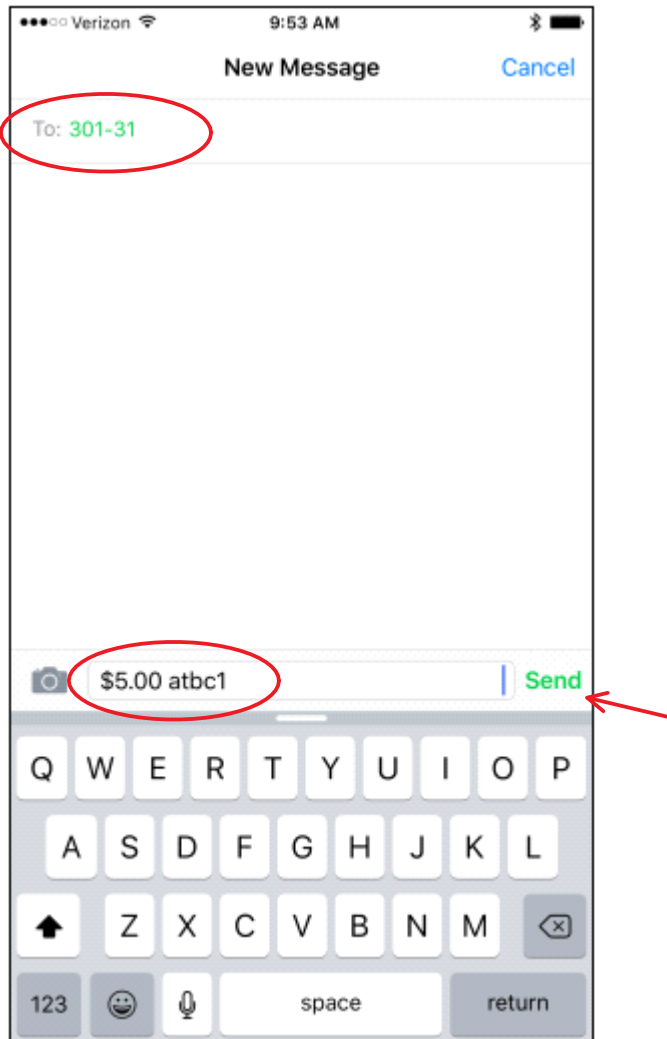 Verizon 9:53 AM
New Message Cancel
To: 301-31
$5.00 atbc1 Send
Q W E R T Y U I O P
A S D F G H J K L
Z X C V B N M
123 space return